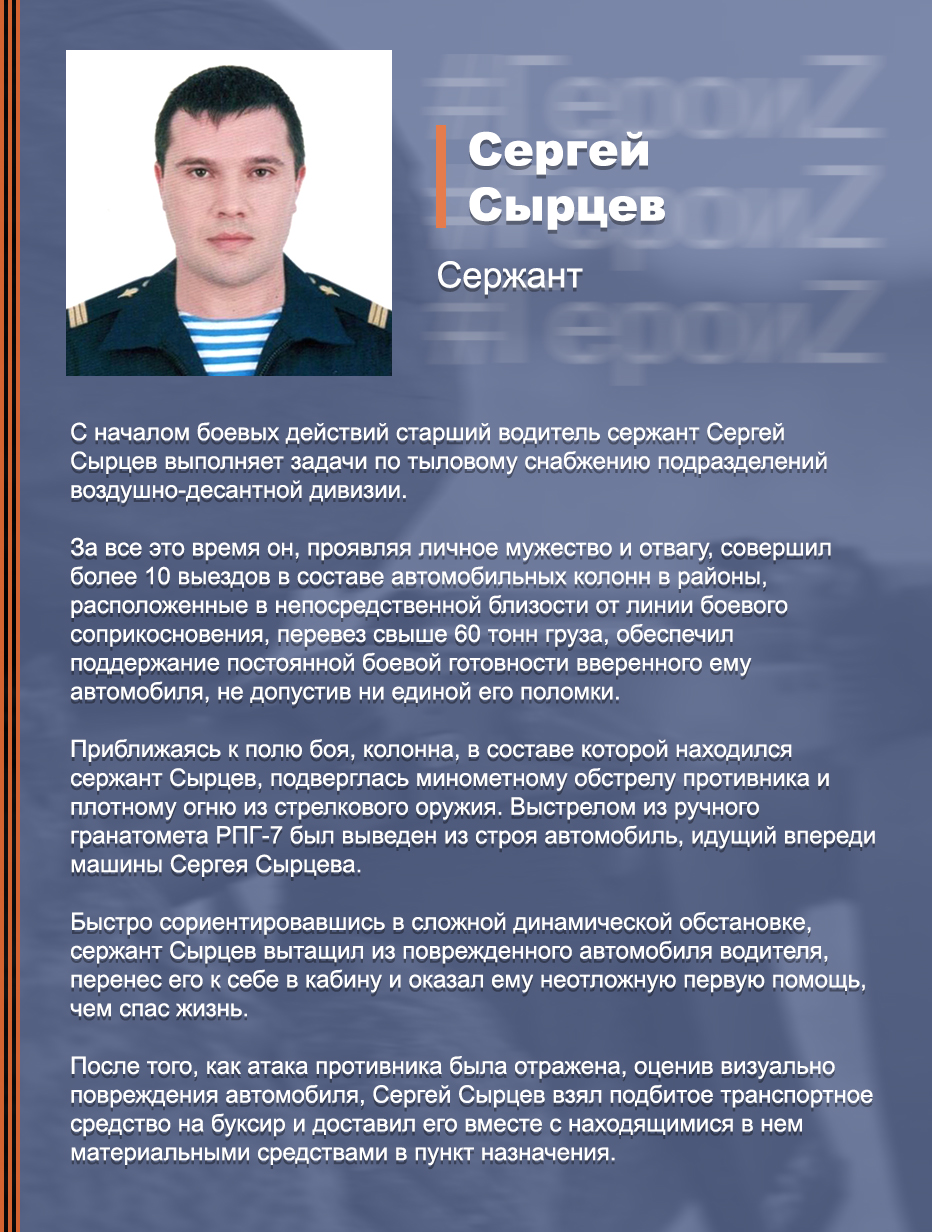 #ГероиZ
#ГероиZ
#ГероиZ
Сергей
Сырцев
Сержант
С началом боевых действий старший водитель сержант Сергей
Сырцев выполняет задачи по тыловому снабжению подразделений
воздушно-десантной дивизии.
За все это время он, проявляя личное мужество и отвагу, совершил
более 10 выездов в составе автомобильных колонн в районы,
расположенные в непосредственной близости от линии боевого
соприкосновения, перевез свыше 60 тонн груза, обеспечил
поддержание постоянной боевой готовности вверенного ему
автомобиля, не допустив ни единой его поломки.
Приближаясь к полю боя, колонна, в составе которой находился
сержант Сырцев, подверглась минометному обстрелу противника и
плотному огню из стрелкового оружия. Выстрелом из ручного
гранатомета РПГ-7 был выведен из строя автомобиль, идущий впереди
машины Сергея Сырцева.
Быстро сориентировавшись в сложной динамической обстановке,
сержант Сырцев вытащил из поврежденного автомобиля водителя,
перенес его к себе в кабину и оказал ему неотложную первую помощь,
чем спас жизнь.
После того, как атака противника была отражена, оценив визуально
повреждения автомобиля, Сергей Сырцев взял подбитое транспортное
средство на буксир и доставил его вместе с находящимися в нем
материальными средствами в пункт назначения.